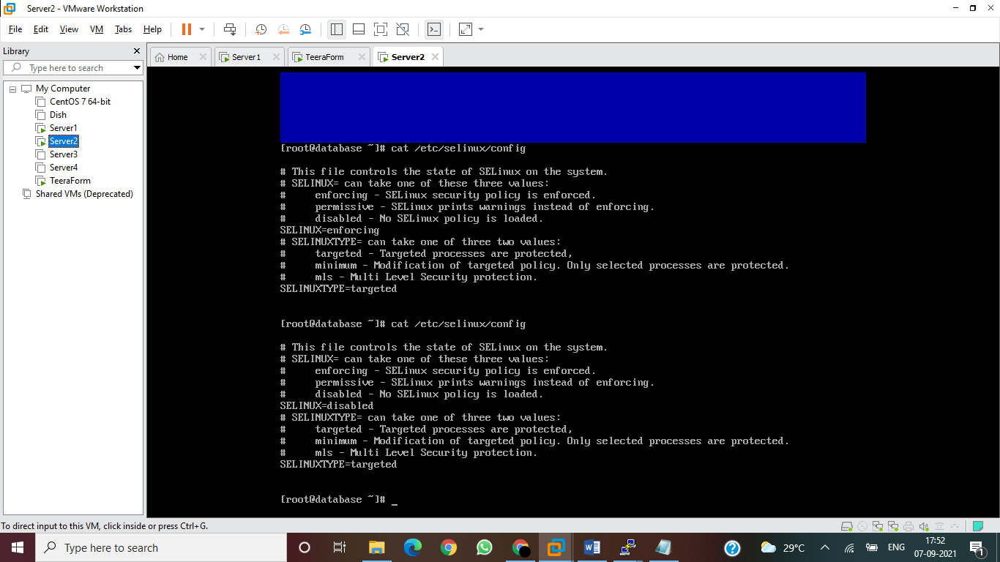 Server2 - VMware Workstation
File Edit View VM Tabs Help
Library
Type here to search
My Computer
CentOS 7 64-bit
Dish
Server1
Server2
Server3
Server4
TeeraForm
Shared VMs (Deprecated)
Home Server1 TeeraForm Server2
[root@database ~]# cat /etc/selinux/config
# This file controls the state of SELinux on the system.
# SELINUX= can take one of these three values:
#     enforcing - SELinux security policy is enforced.
#     permissive - SELinux prints warnings instead of enforcing.
#     disabled - No SELinux policy is loaded.
SELINUX=enforcing
# SELINUXTYPE= can take one of three two values:
#     targeted - Targeted processes are protected,
#     minimum - Modification of targeted policy. Only selected processes are protected.
#     mls - Multi Level Security protection.
SELINUXTYPE=targeted
[root@database ~]# cat /etc/selinux/config
# This file controls the state of SELinux on the system.
# SELINUX= can take one of these three values:
#     enforcing - SELinux security policy is enforced.
#     permissive - SELinux prints warnings instead of enforcing.
#     disabled - No SELinux policy is loaded.
SELINUX=disabled
# SELINUXTYPE= can take one of three two values:
#     targeted - Targeted processes are protected,
#     minimum - Modification of targeted policy. Only selected processes are protected.
#     mls - Multi Level Security protection.
SELINUXTYPE=targeted
[root@database ~]# _
To direct input to this VM, click inside or press Ctrl+G.
Type here to search
29°C
ENG
17:52
07-09-2021
1